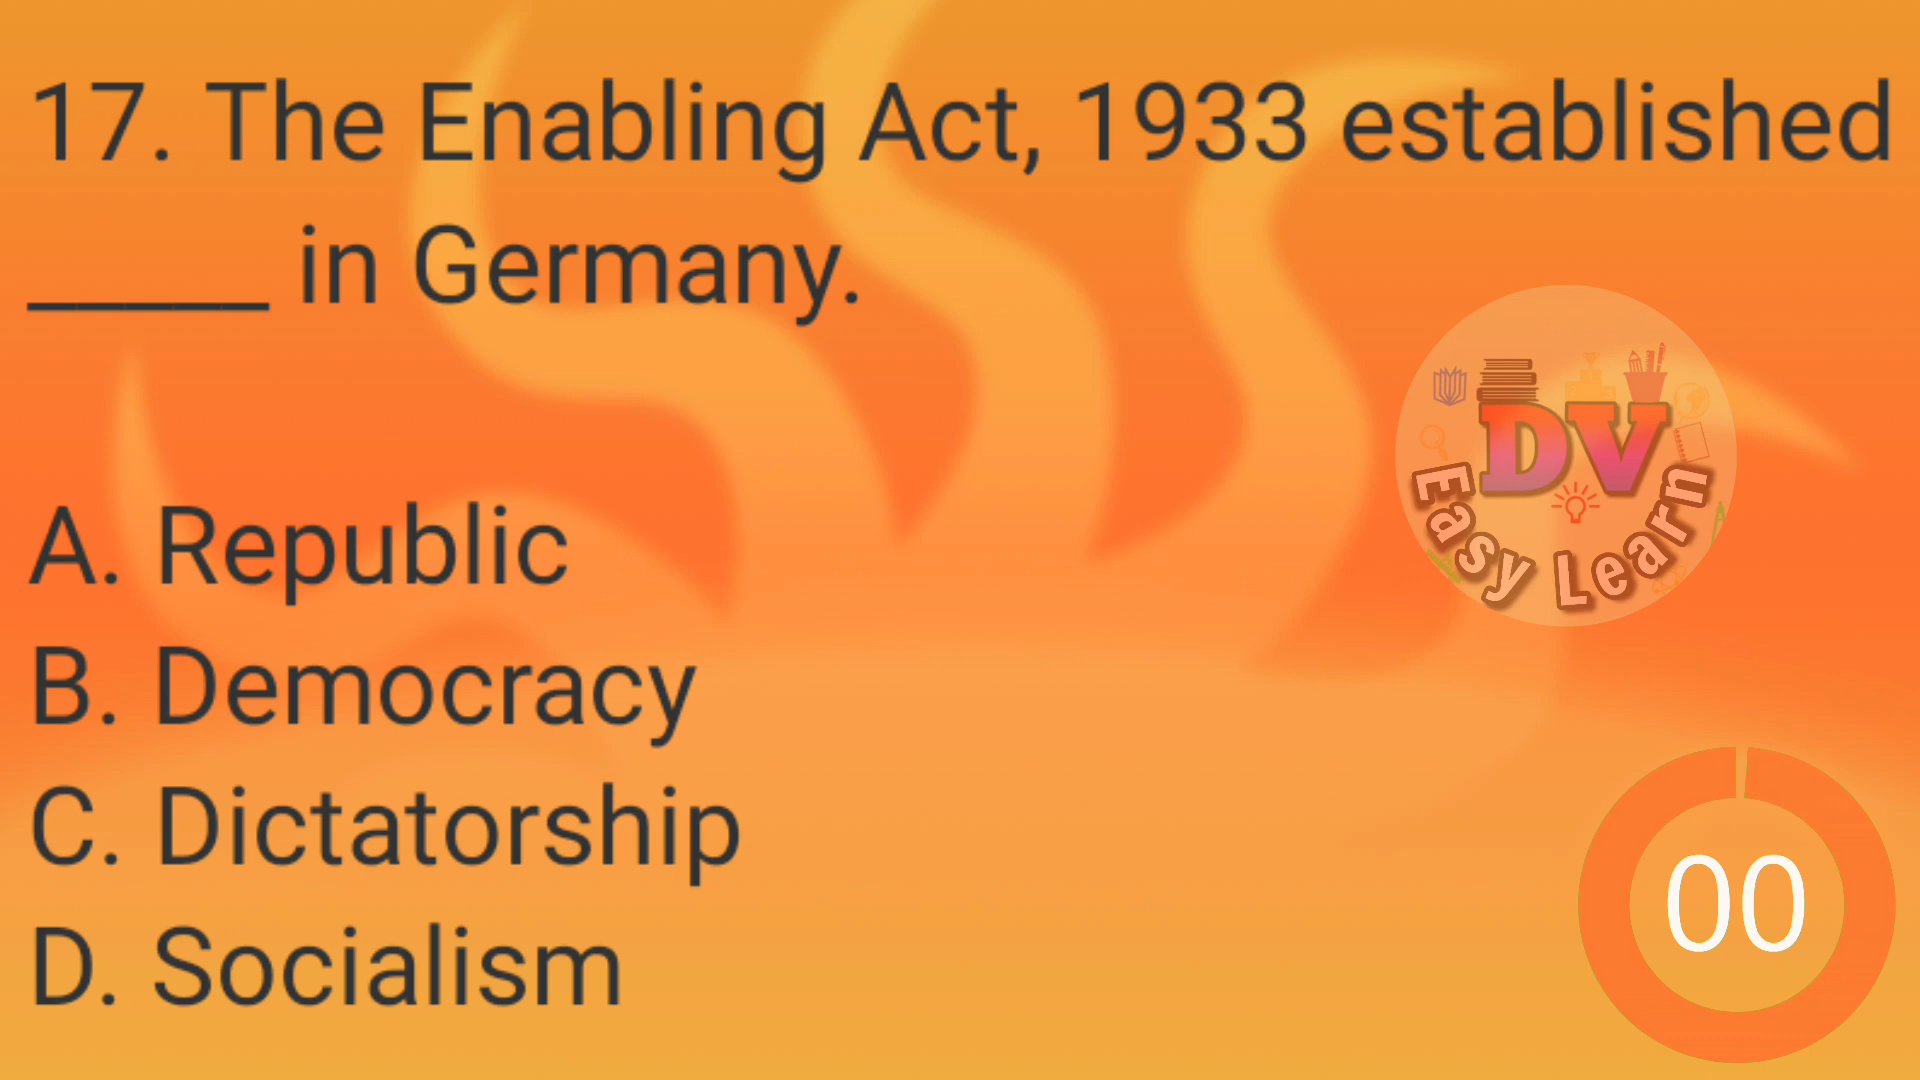 17. The Enabling Act, 1933 established
_____ in Germany.
A. Republic
B. Democracy
C. Dictatorship
D. Socialism
DV
Easy Learn
00